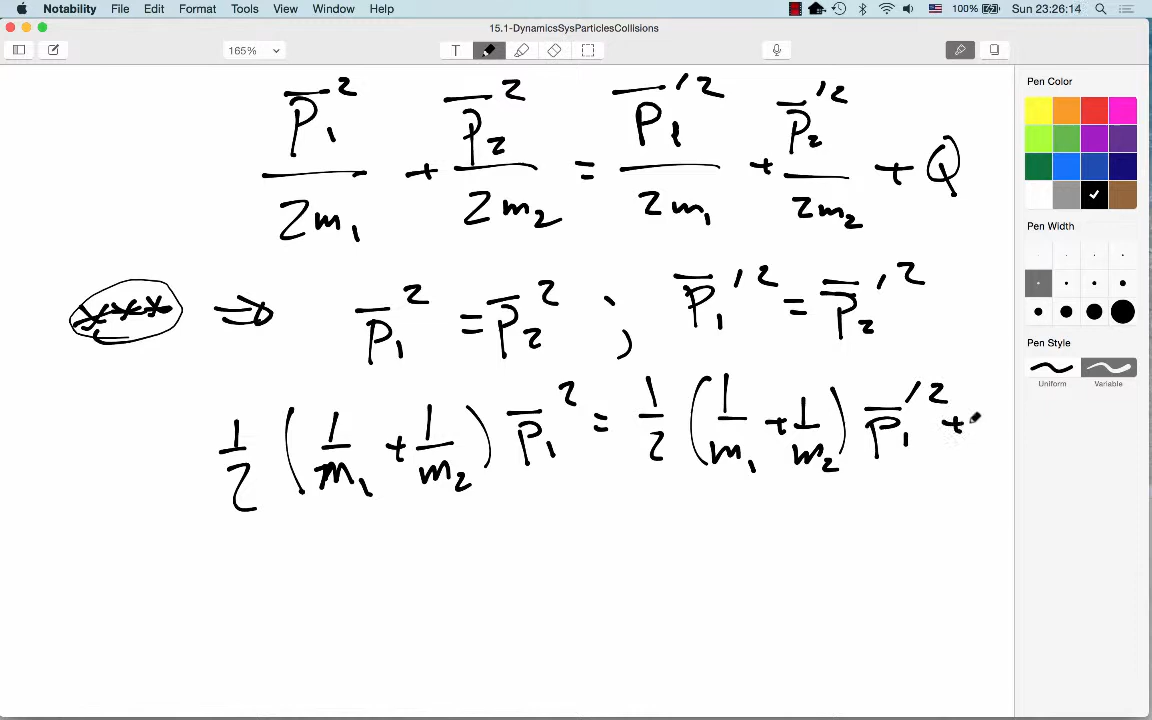 Notability File Edit Format Tools View Window Help 100% Sun 23:26:14
15.1-DynamicsSysParticlesCollisions
165% T
Pen Color
Pen Width
Pen Style
Uniform Variable
P̅₁²/2m₁ + P̅₂²/2m₂ = P̅₁'²/2m₁ + P̅₂'²/2m₂ + Q
⇒ P̅₁² = P̅₂² ; P̅₁'² = P̅₂'²
1/2 (1/m₁ + 1/m₂) P̅₁² = 1/2 (1/m₁ + 1/m₂) P̅₁'² +